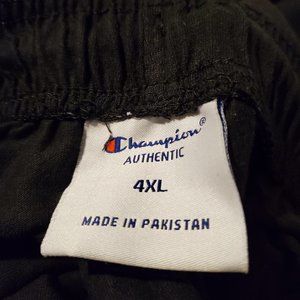 Champion®
AUTHENTIC
4XL
MADE IN PAKISTAN